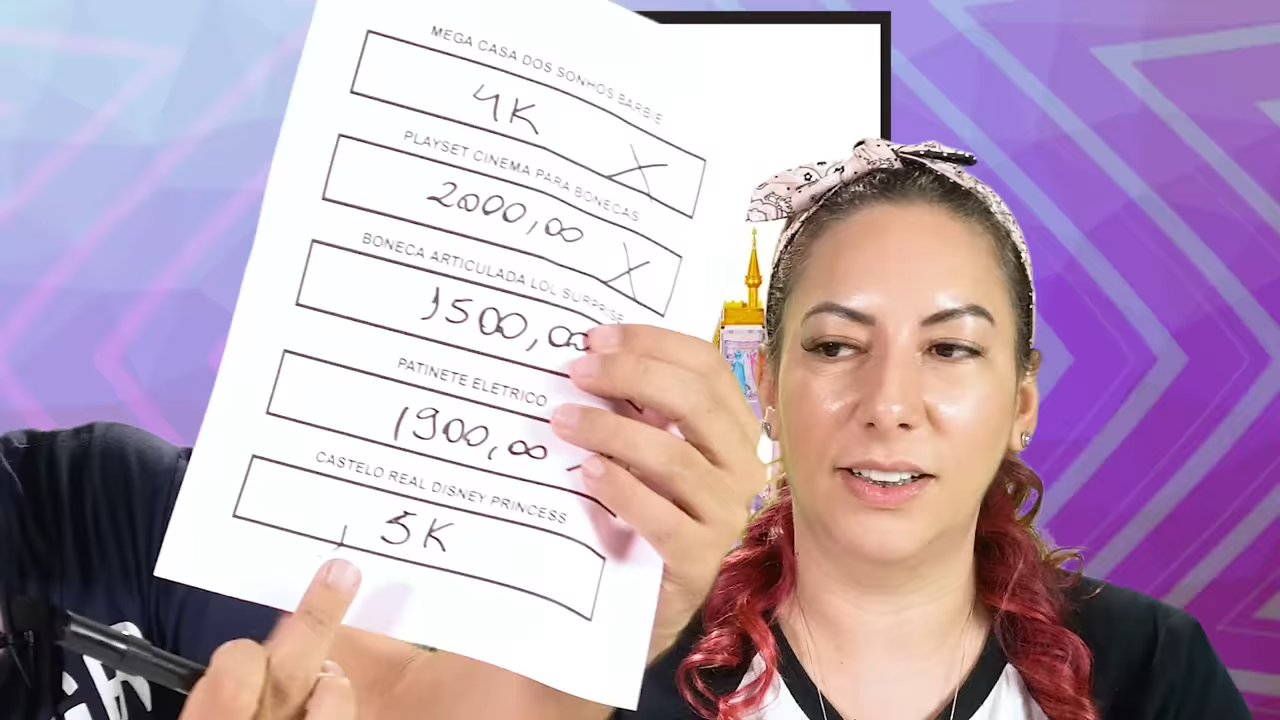 MEGA CASA DOS SONHOS BARBIE
4K X
PLAYSET CINEMA PARA BONECAS
2000,00 X
BONECA ARTICULADA LOL SURPRISE
1500,00
PATINETE ELETRICO
1900,00
CASTELO REAL DISNEY PRINCESS
5K